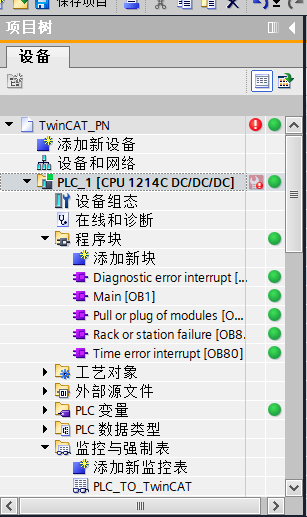 保存项目
项目树
设备
TwinCAT_PN
添加新设备
设备和网络
PLC_1 [CPU 1214C DC/DC/DC]
设备组态
在线和诊断
程序块
添加新块
Diagnostic error interrupt [...
Main [OB1]
Pull or plug of modules [O...
Rack or station failure [OB8...
Time error interrupt [OB80]
工艺对象
外部源文件
PLC 变量
PLC 数据类型
监控与强制表
添加新监控表
PLC_TO_TwinCAT